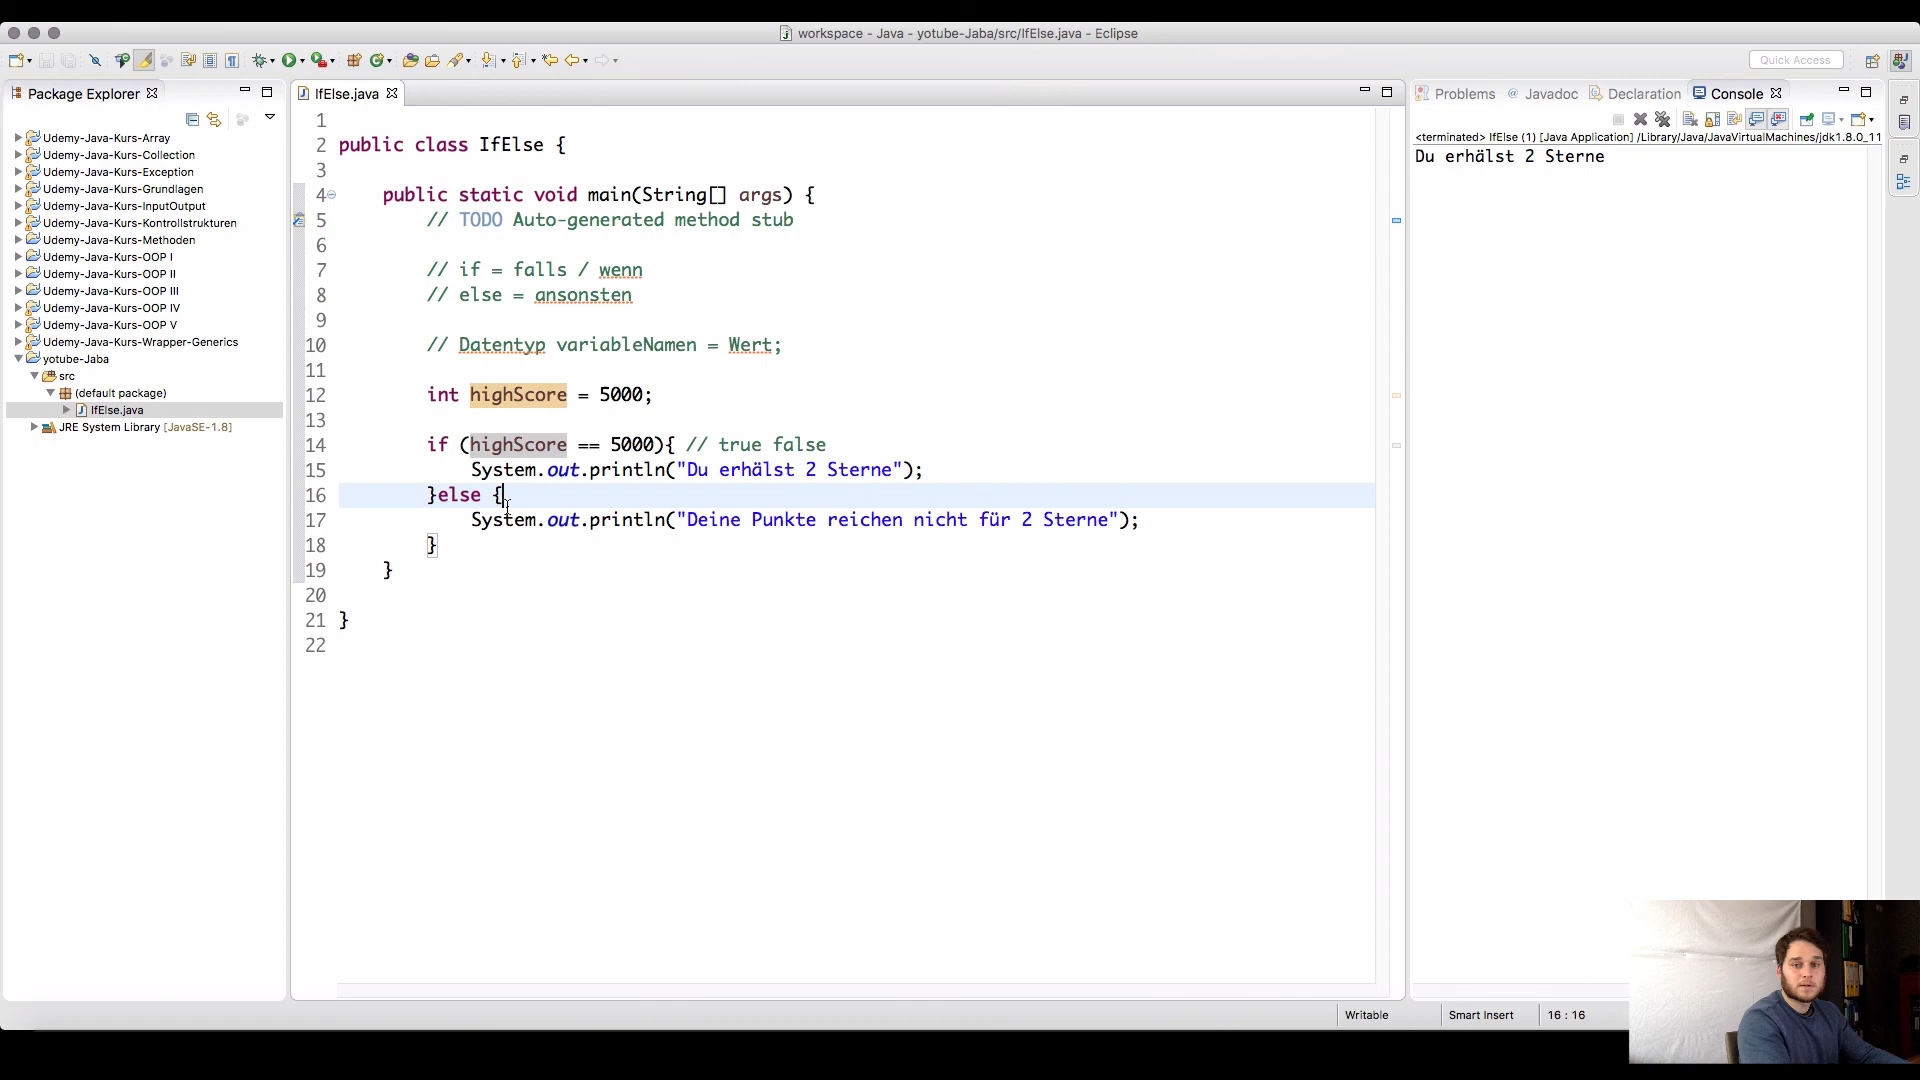 workspace - Java - yotube-Jaba/src/IfElse.java - Eclipse
Quick Access
Package Explorer
Udemy-Java-Kurs-Array
Udemy-Java-Kurs-Collection
Udemy-Java-Kurs-Exception
Udemy-Java-Kurs-Grundlagen
Udemy-Java-Kurs-InputOutput
Udemy-Java-Kurs-Kontrollstrukturen
Udemy-Java-Kurs-Methoden
Udemy-Java-Kurs-OOP I
Udemy-Java-Kurs-OOP II
Udemy-Java-Kurs-OOP III
Udemy-Java-Kurs-OOP IV
Udemy-Java-Kurs-OOP V
Udemy-Java-Kurs-Wrapper-Generics
yotube-Jaba
src
(default package)
IfElse.java
JRE System Library [JavaSE-1.8]
IfElse.java
1
2 public class IfElse {
3
4 public static void main(String[] args) {
5 // TODO Auto-generated method stub
6
7 // if = falls / wenn
8 // else = ansonsten
9
10 // Datentyp variableNamen = Wert;
11
12 int highScore = 5000;
13
14 if (highScore == 5000){ // true false
15 System.out.println("Du erhälst 2 Sterne");
16 }else {
17 System.out.println("Deine Punkte reichen nicht für 2 Sterne");
18 }
19 }
20
21 }
22
Problems @ Javadoc Declaration Console
<terminated> IfElse (1) [Java Application] /Library/Java/JavaVirtualMachines/jdk1.8.0_11
Du erhälst 2 Sterne
Writable Smart Insert 16 : 16